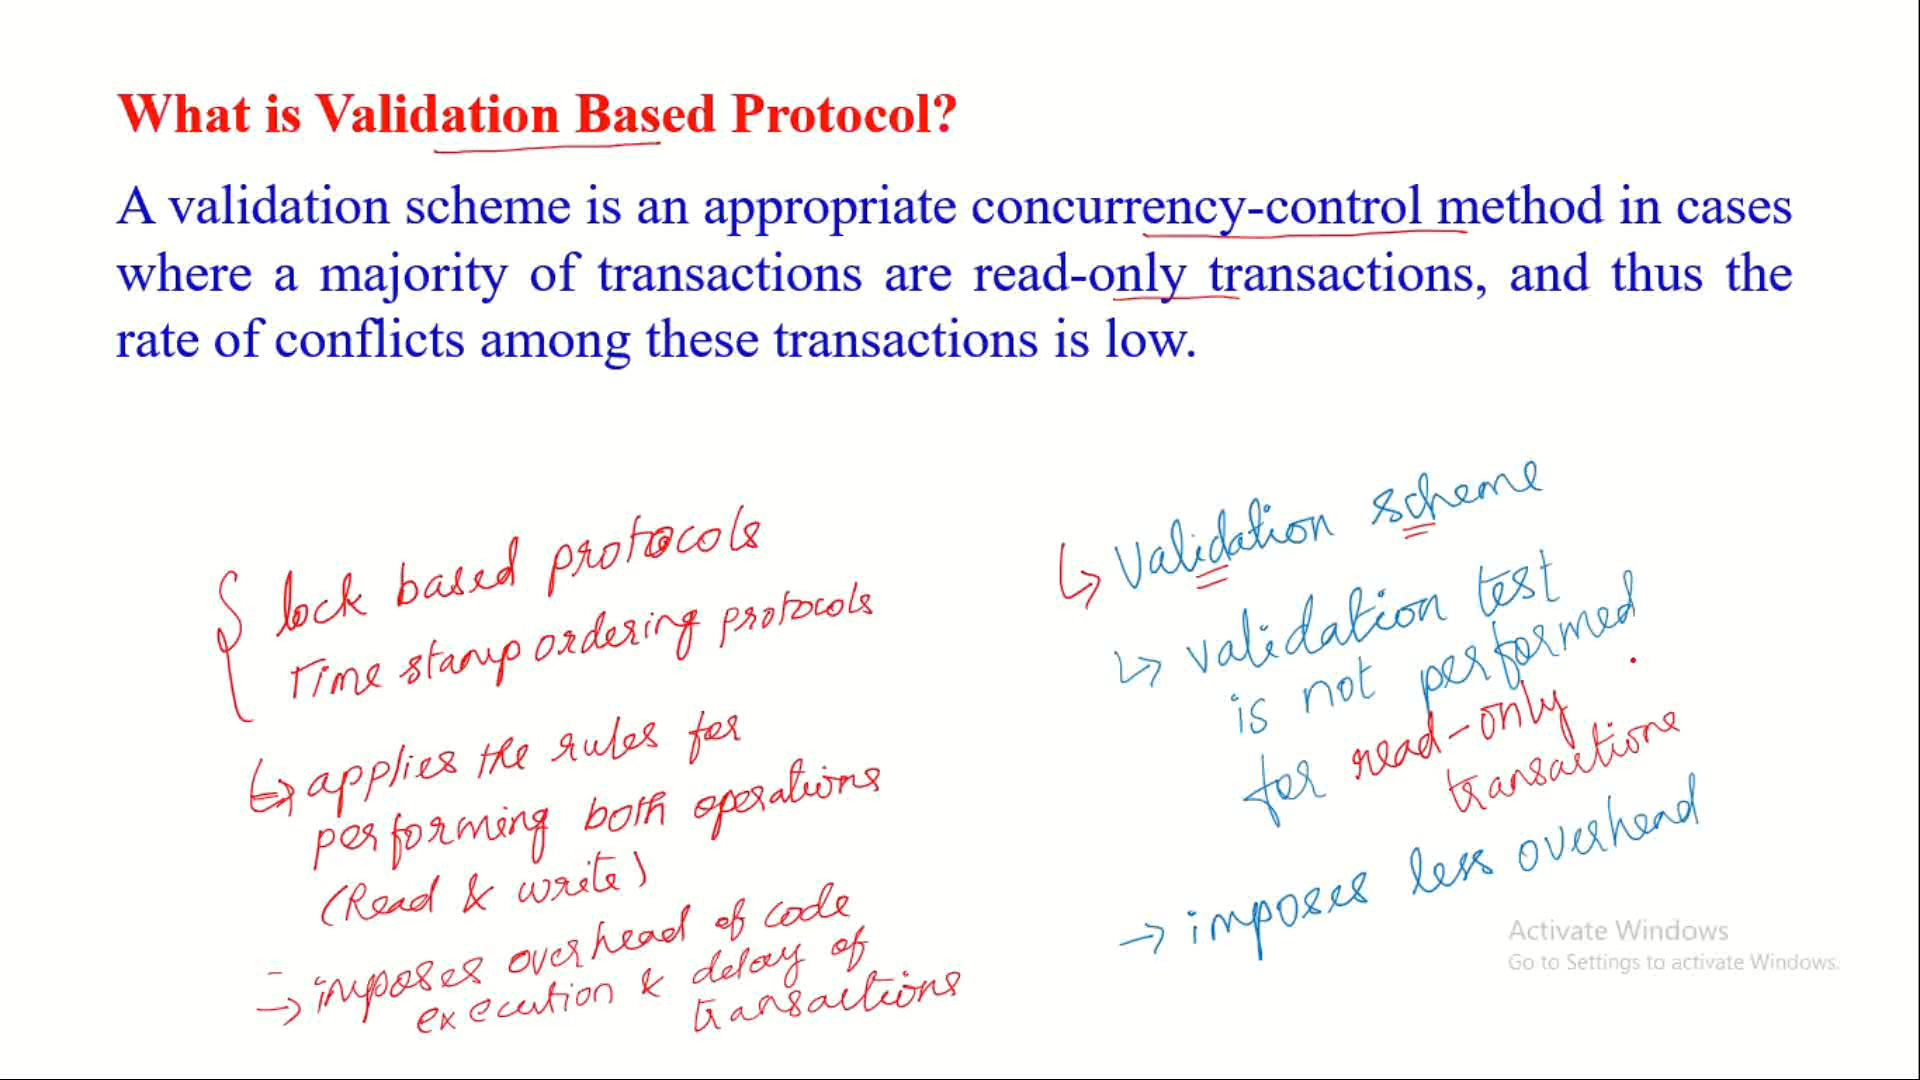 What is Validation Based Protocol?
A validation scheme is an appropriate concurrency-control method in cases
where a majority of transactions are read-only transactions, and thus the
rate of conflicts among these transactions is low.
lock based protocols
Time stamp ordering protocols
↳ applies the rules for
performing both operations
(Read & write)
→ imposes overhead of code
execution & delay of
transactions
↳ Validation scheme
↳ validation test
is not performed
for read-only
transactions
→ imposes less overhead
Activate Windows
Go to Settings to activate Windows.